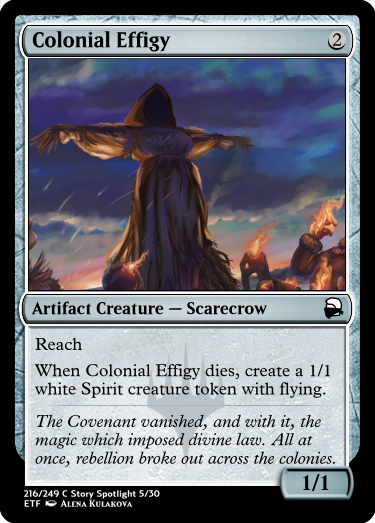 Colonial Effigy 2
Artifact Creature — Scarecrow
Reach
When Colonial Effigy dies, create a 1/1
white Spirit creature token with flying.
The Covenant vanished, and with it, the
magic which imposed divine law. All at
once, rebellion broke out across the colonies.
1/1
216/249 C Story Spotlight 5/30
ETF ALENA KULAKOVA